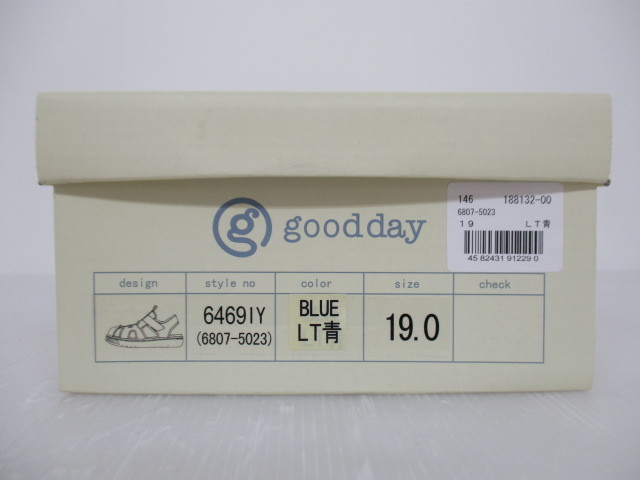 146 188132-00
6807-5023
19 LT青
45 82431 91229 0
g goodday
design style no color size check
6469IY BLUE 19.0
(6807-5023) LT青